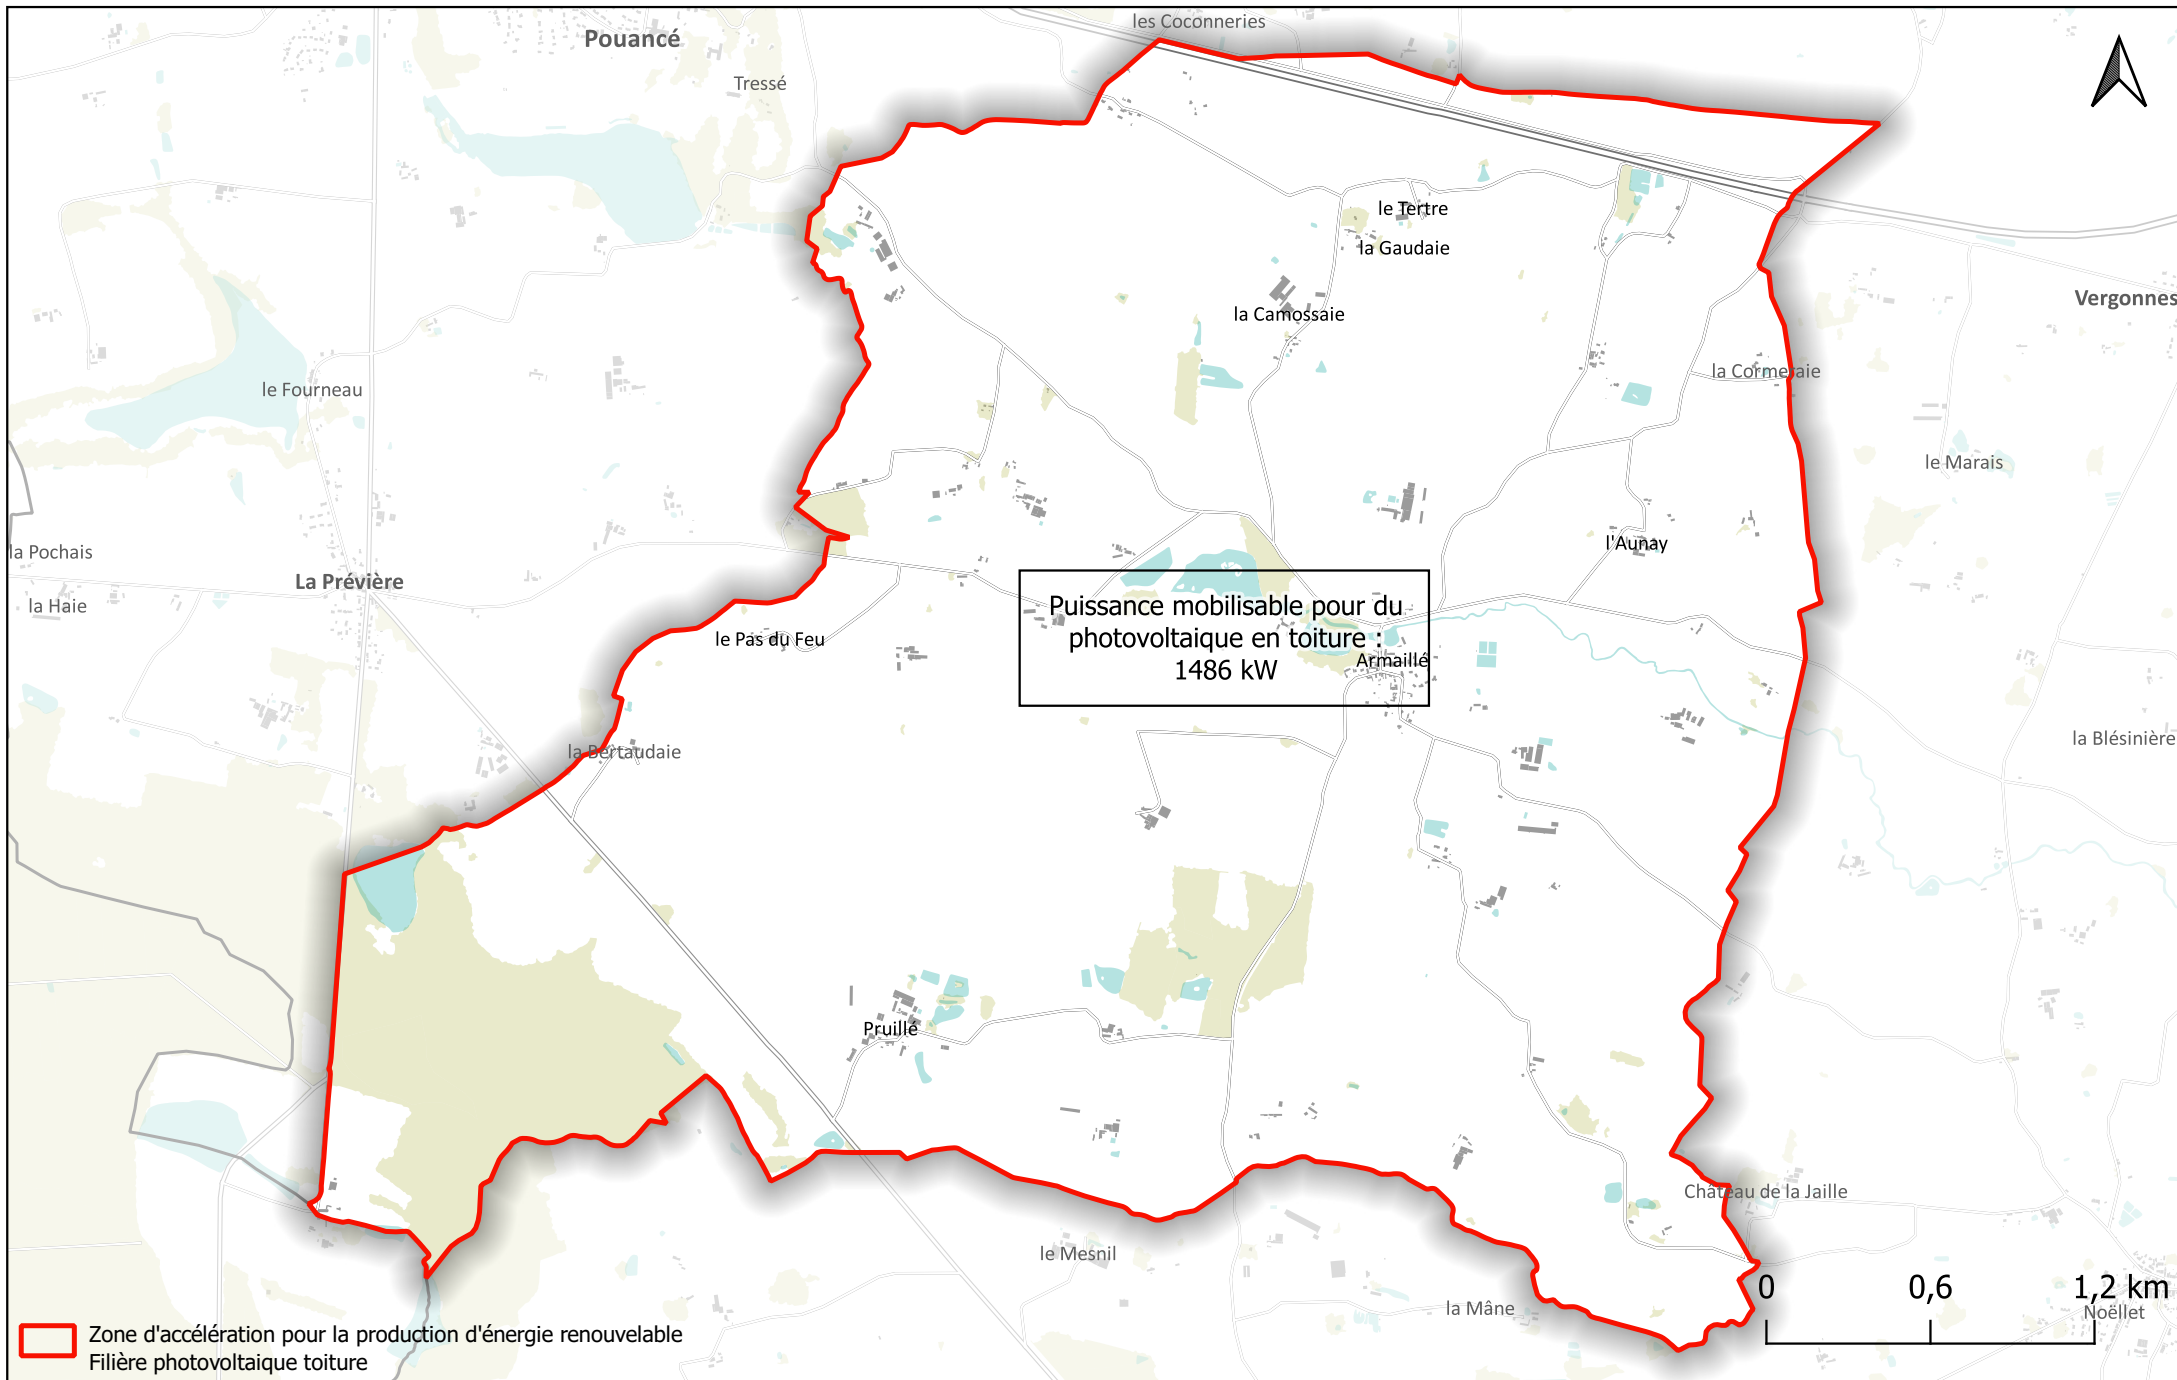 les Coconneries
Pouancé
Tressé
le Tertre
la Gaudaie
Vergonnes
la Camossaie
la Cormeraie
le Fourneau
le Marais
l'Aunay
la Pochais
La Prévière
la Haie
Puissance mobilisable pour du
photovoltaique en toiture :
1486 kW
le Pas du Feu
Armaillé
la Bertaudaie
la Blésinière
Pruillé
Château de la Jaille
le Mesnil
la Mâne
0 0,6 1,2 km
Noëllet
Zone d'accélération pour la production d'énergie renouvelable
Filière photovoltaique toiture